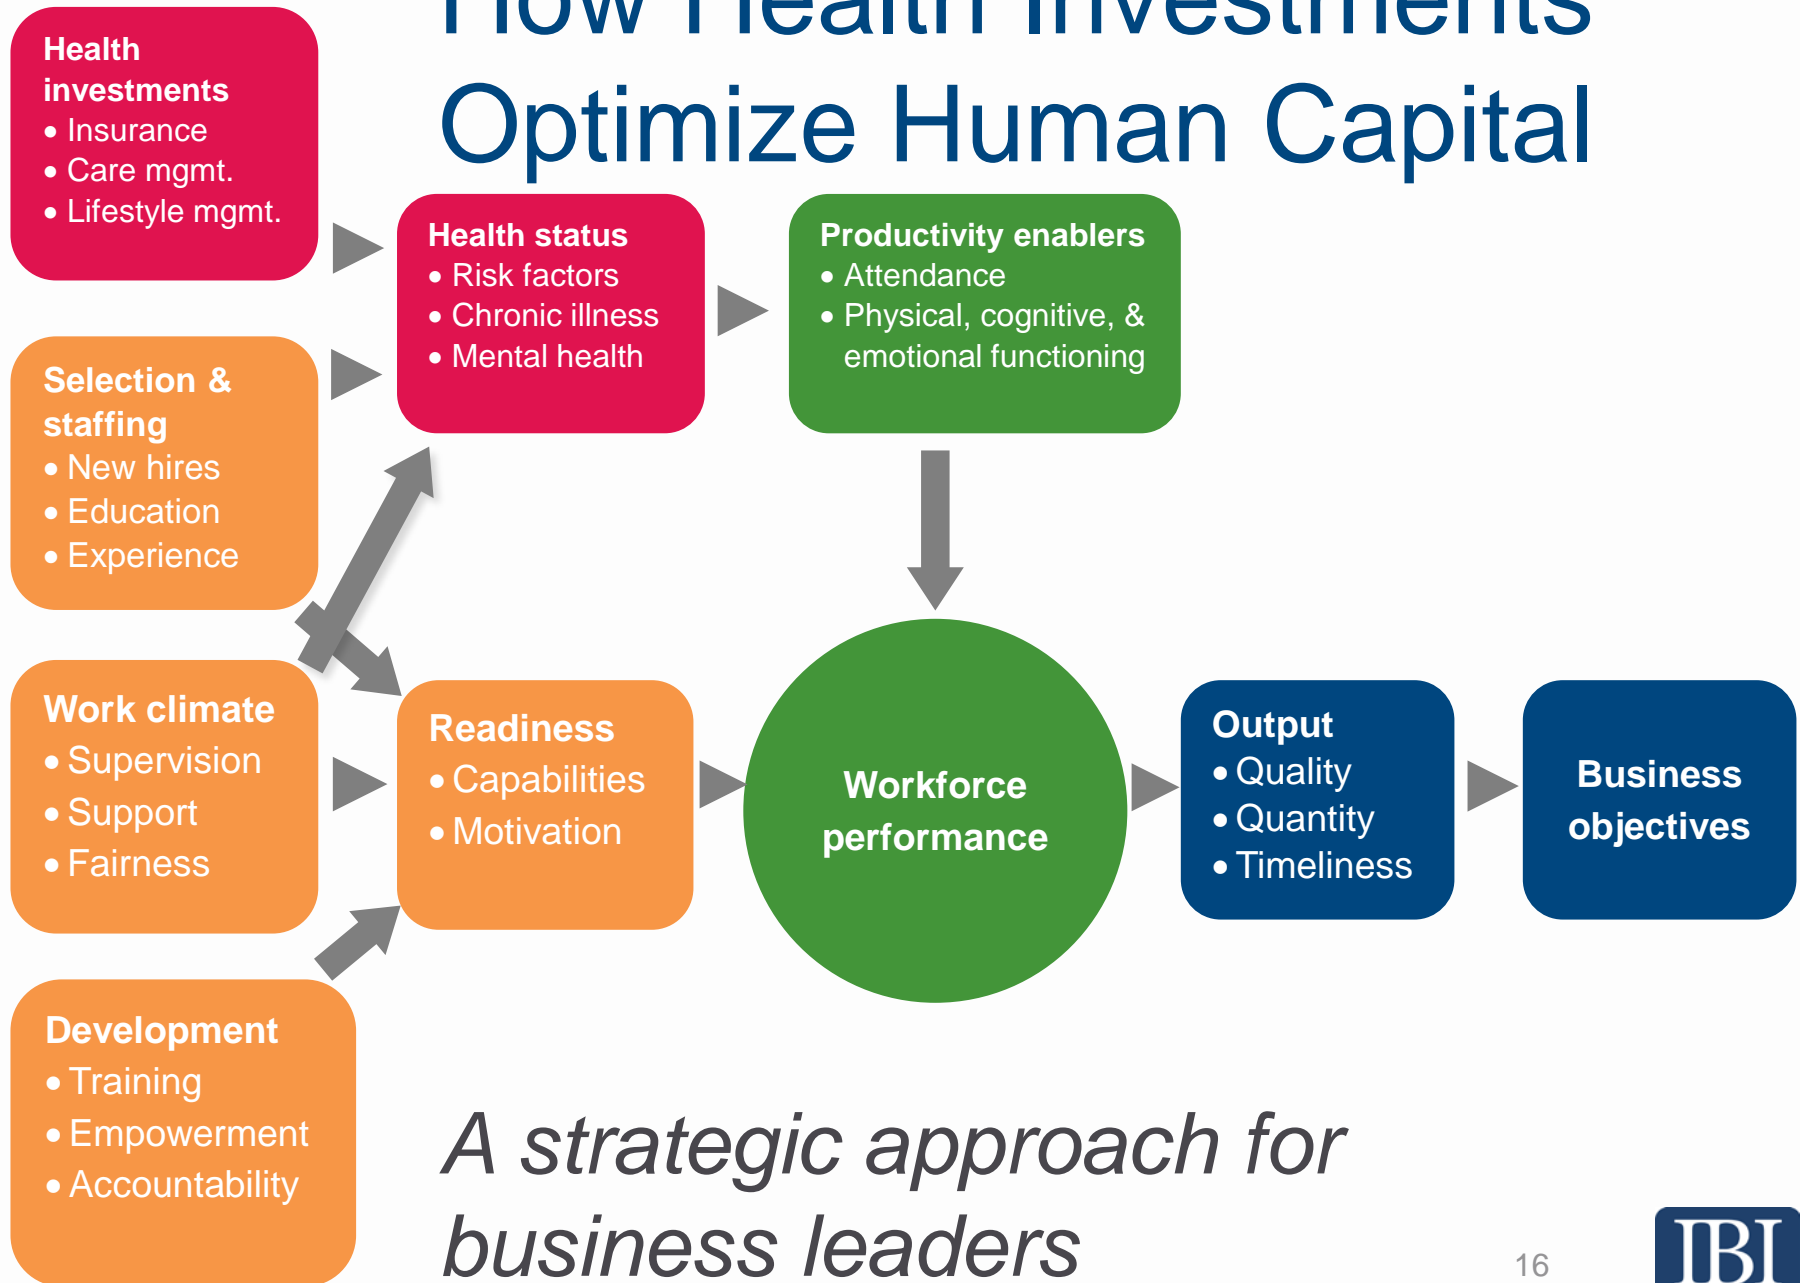 How Health Investments
Optimize Human Capital
Health
investments
• Insurance
• Care mgmt.
• Lifestyle mgmt.
Health status
• Risk factors
• Chronic illness
• Mental health
Productivity enablers
• Attendance
• Physical, cognitive, &
emotional functioning
Selection &
staffing
• New hires
• Education
• Experience
Work climate
• Supervision
• Support
• Fairness
Readiness
• Capabilities
• Motivation
Workforce
performance
Output
• Quality
• Quantity
• Timeliness
Business
objectives
Development
• Training
• Empowerment
• Accountability
A strategic approach for
business leaders
16
IBI